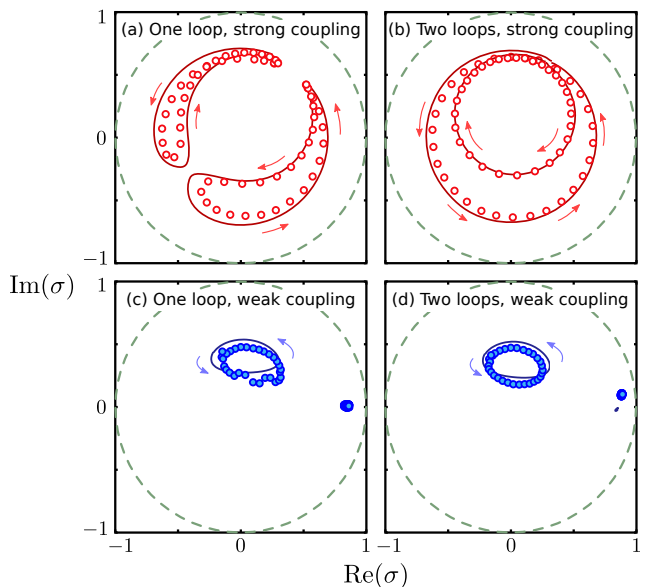 1
(a) One loop, strong coupling
(b) Two loops, strong coupling
0
−1
Im(σ)
1
(c) One loop, weak coupling
(d) Two loops, weak coupling
0
−1
−1
0
1
−1
0
1
Re(σ)